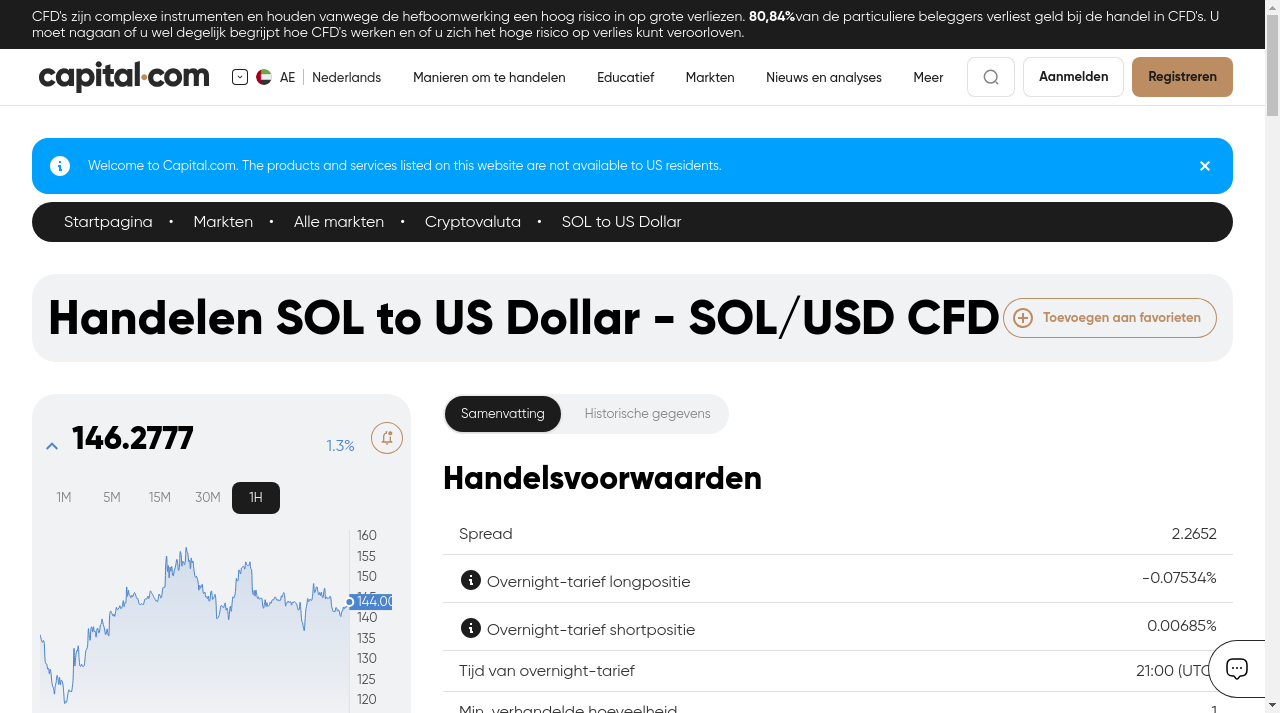 CFD's zijn complexe instrumenten en houden vanwege de hefboomwerking een hoog risico in op grote verliezen. 80,84%van de particuliere beleggers verliest geld bij de handel in CFD's. U
moet nagaan of u wel degelijk begrijpt hoe CFD's werken en of u zich het hoge risico op verlies kunt veroorloven.
capital.com AE Nederlands Manieren om te handelen Educatief Markten Nieuws en analyses Meer Aanmelden Registreren
Welcome to Capital.com. The products and services listed on this website are not available to US residents.
Startpagina • Markten • Alle markten • Cryptovaluta • SOL to US Dollar
Handelen SOL to US Dollar - SOL/USD CFD
Toevoegen aan favorieten
146.2777
1.3%
1M 5M 15M 30M 1H
160
155
150
144.00
140
135
130
125
120
Samenvatting Historische gegevens
Handelsvoorwaarden
Spread 2.2652
Overnight-tarief longpositie -0.07534%
Overnight-tarief shortpositie 0.00685%
Tijd van overnight-tarief 21:00 (UTC
Min. verhandelde hoeveelheid 1